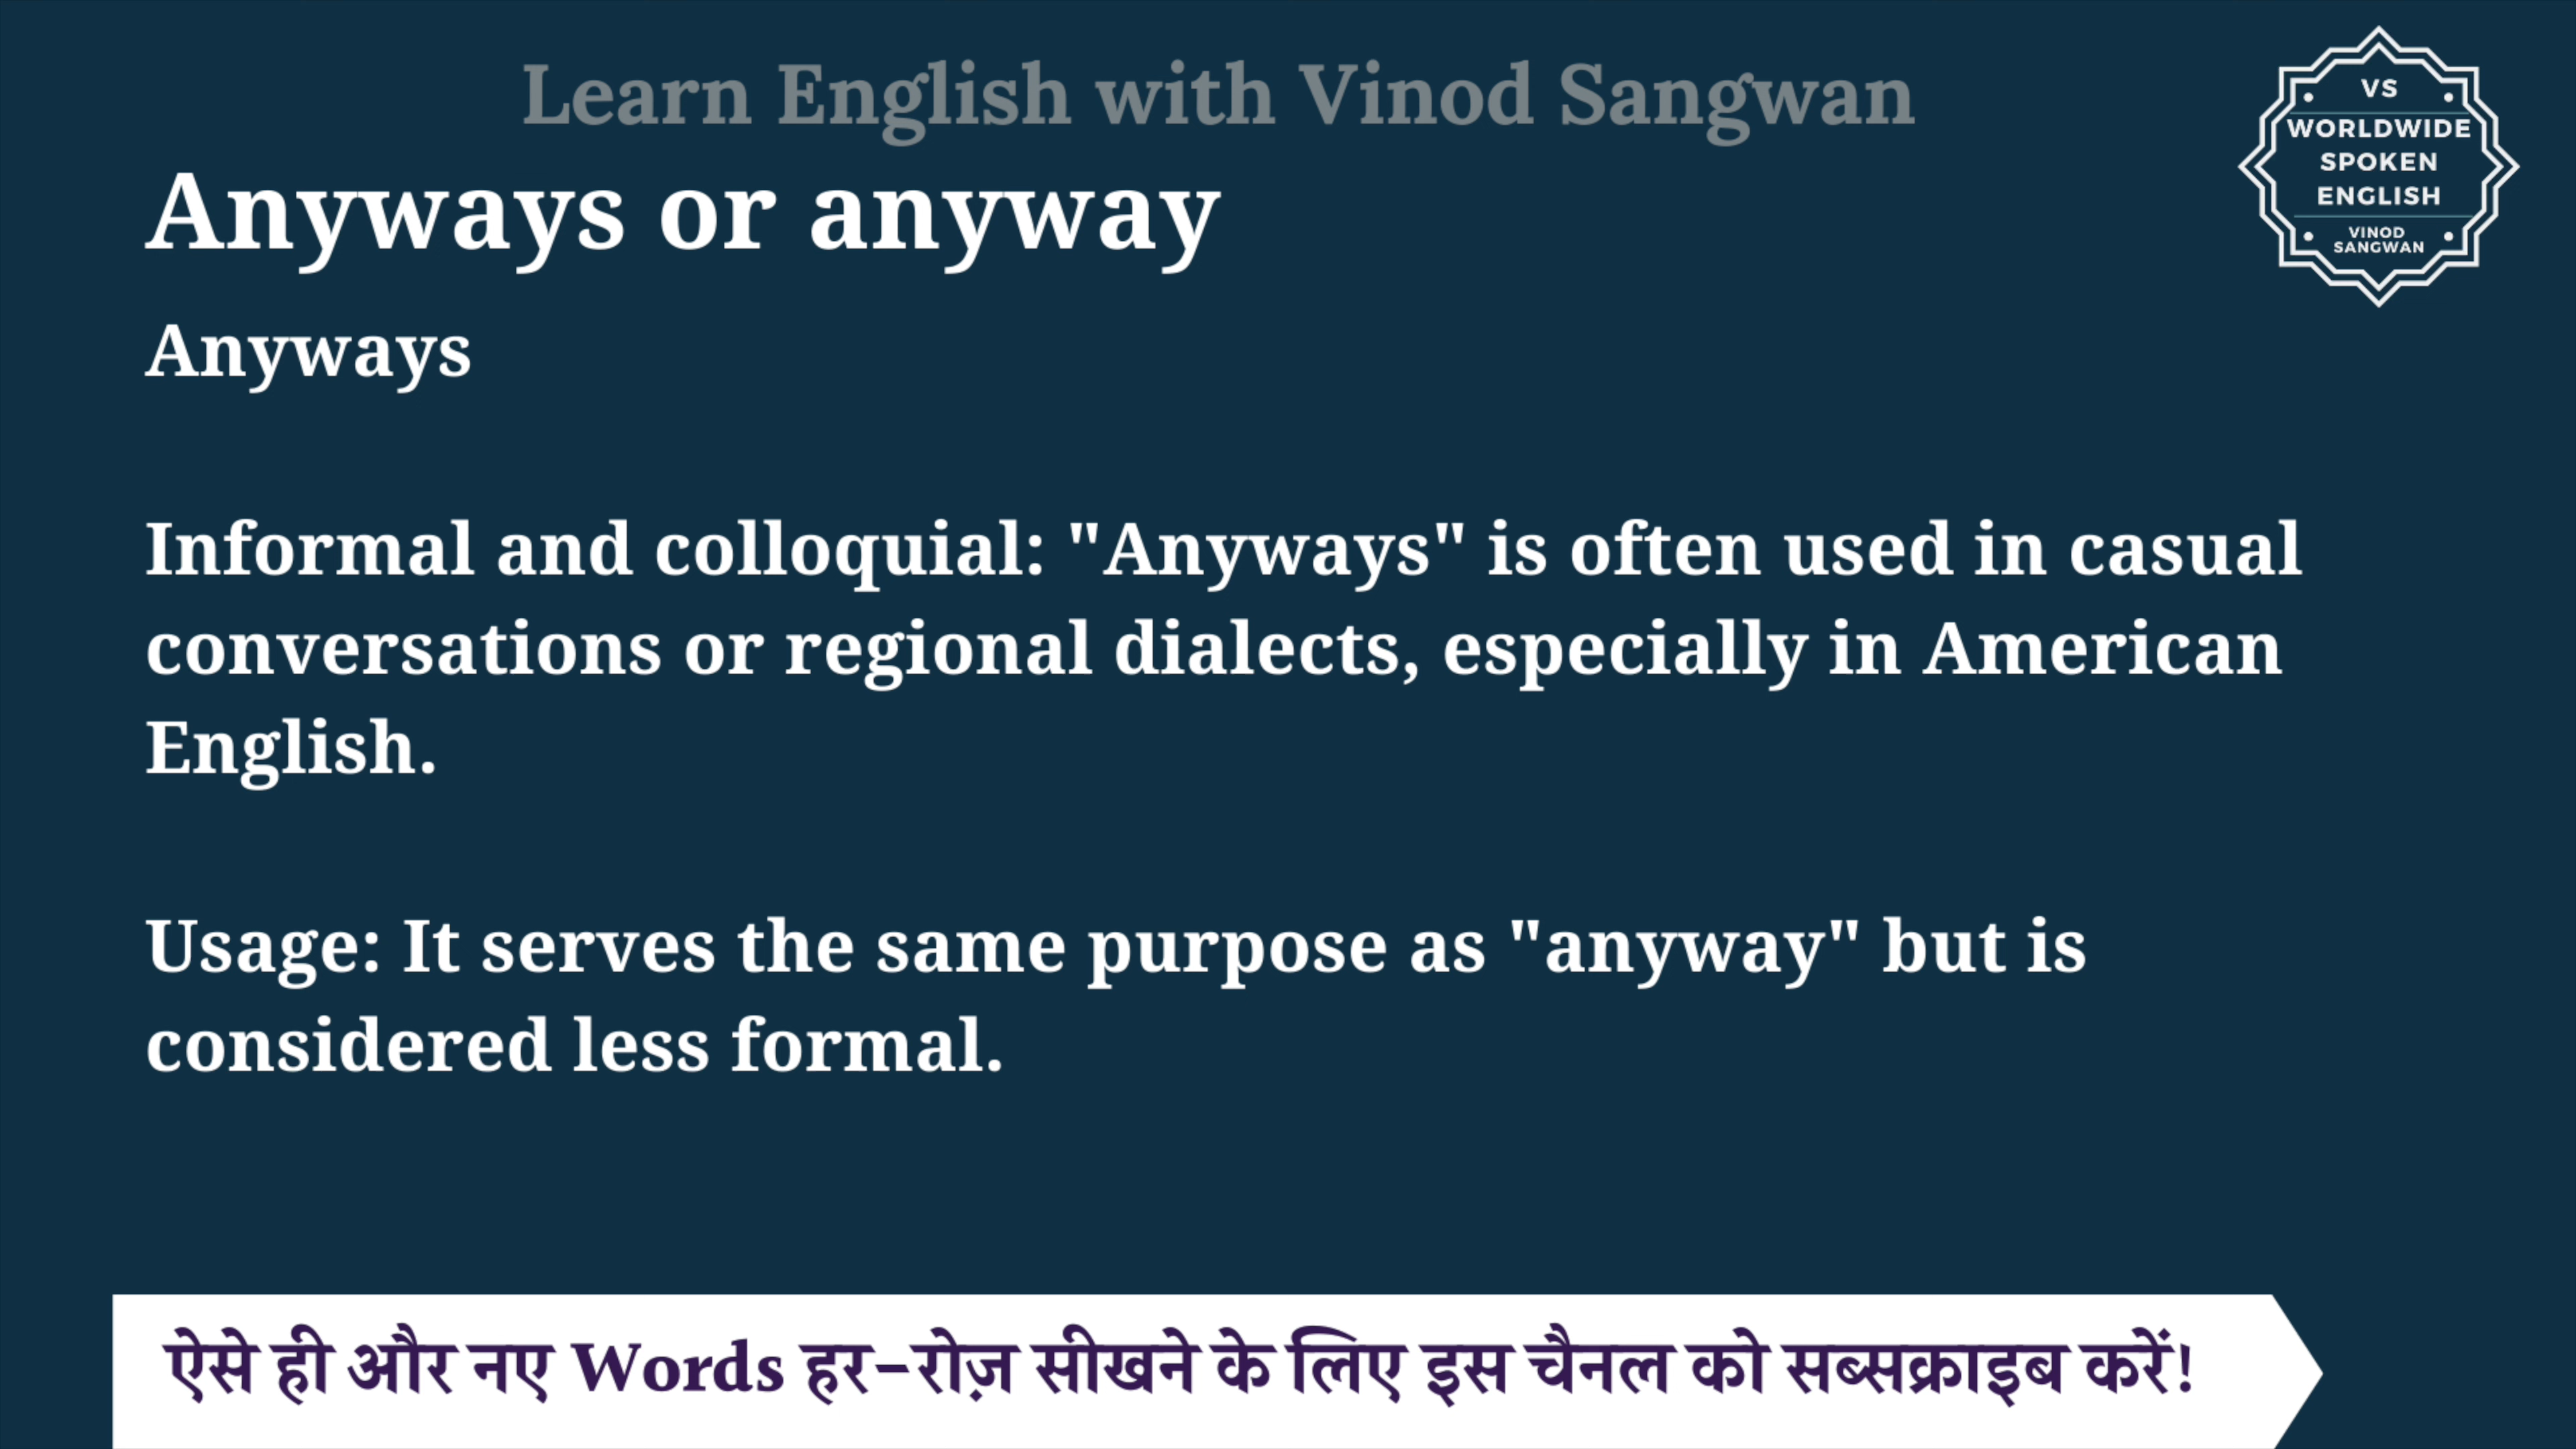 Learn English with Vinod Sangwan
VS
WORLDWIDE
SPOKEN
ENGLISH
VINOD
SANGWAN
Anyways or anyway
Anyways
Informal and colloquial: "Anyways" is often used in casual
conversations or regional dialects, especially in American
English.
Usage: It serves the same purpose as "anyway" but is
considered less formal.
ऐसे ही और नए Words हर-रोज़ सीखने के लिए इस चैनल को सब्सक्राइब करें!